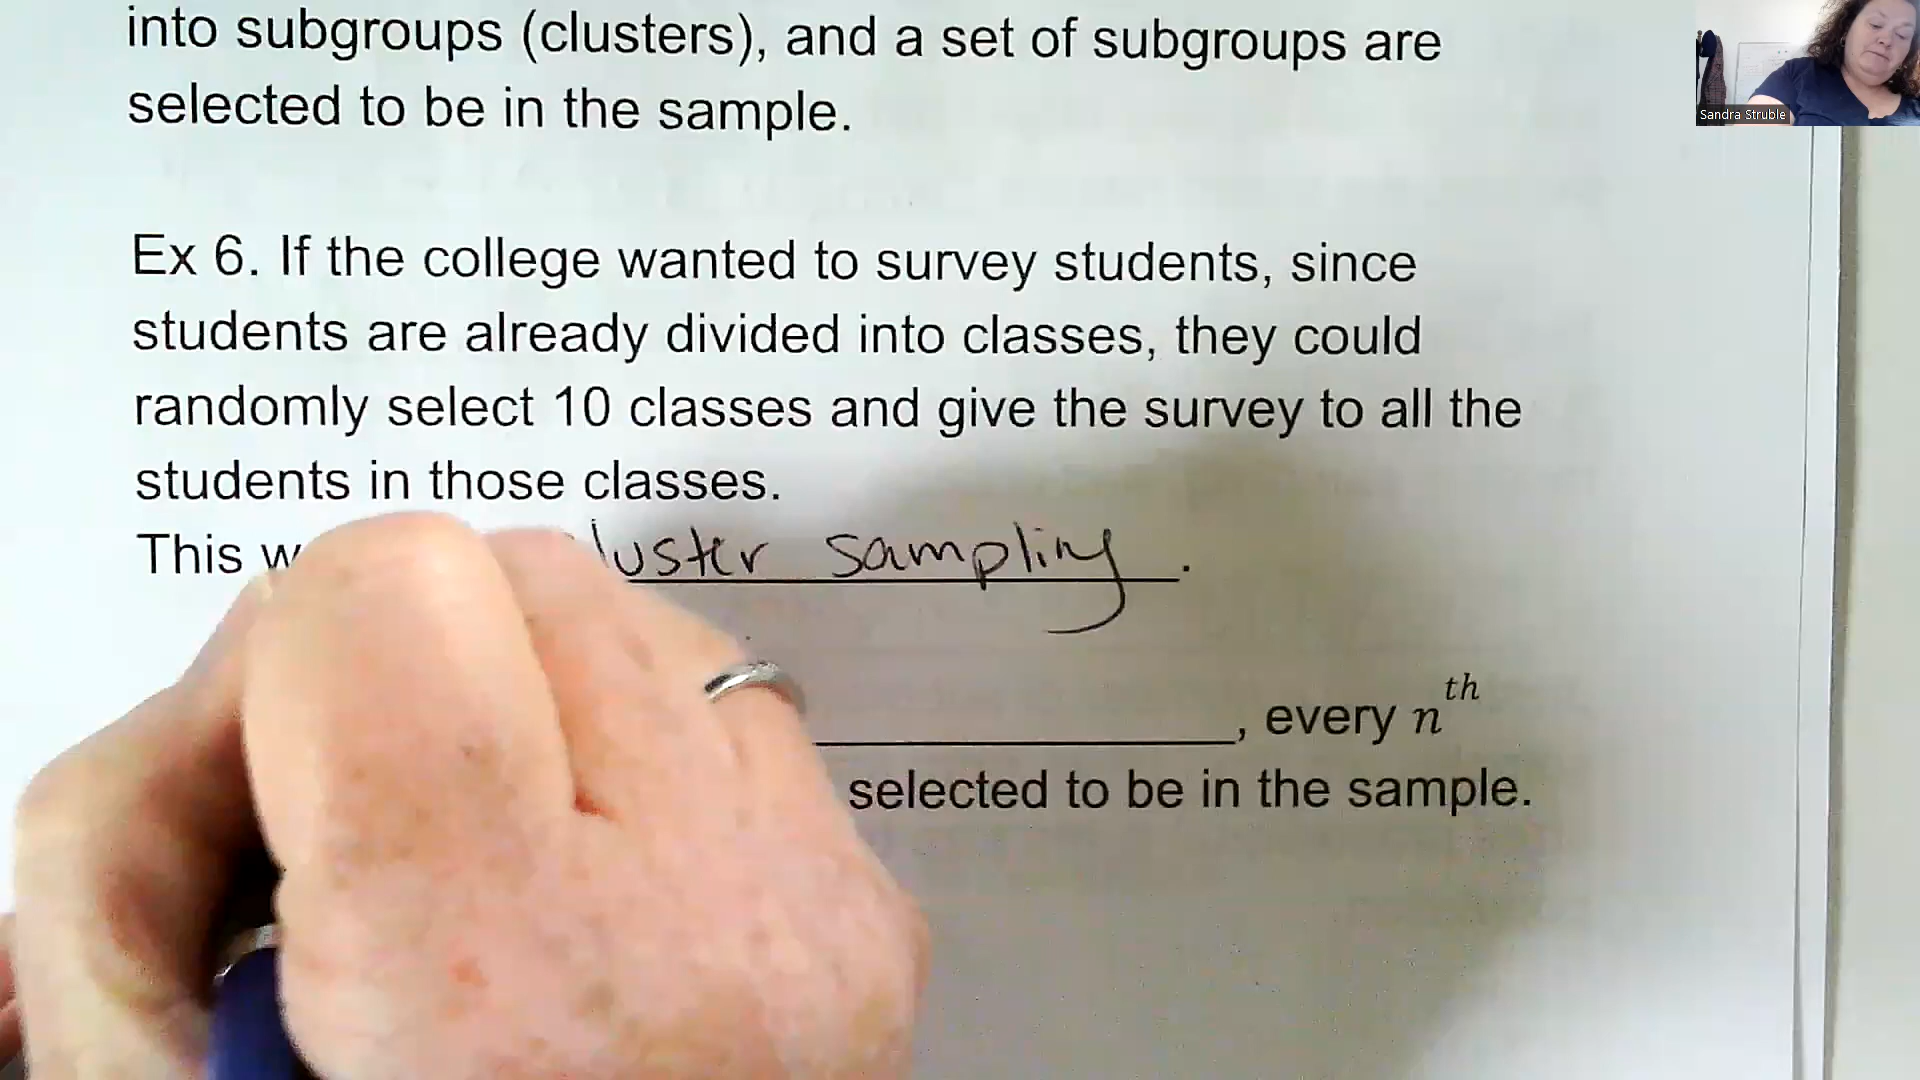 into subgroups (clusters), and a set of subgroups are
selected to be in the sample.
Sandra Struble
Ex 6. If the college wanted to survey students, since
students are already divided into classes, they could
randomly select 10 classes and give the survey to all the
students in those classes.
This sampling.
, every nᵗʰ
selected to be in the sample.